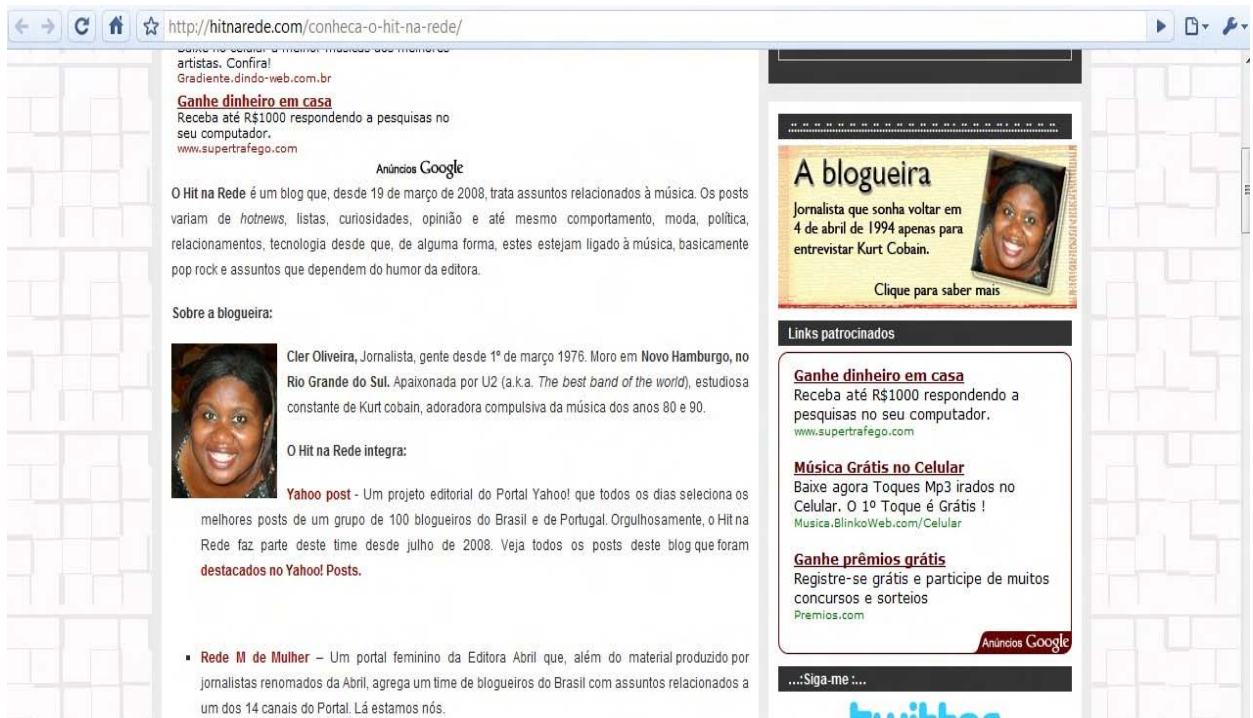 http://hitnarede.com/conheca-o-hit-na-rede/
Baixe no celular a melhor músicas dos melhores
artistas. Confira!
Gradiente.dindo-web.com.br
Ganhe dinheiro em casa
Receba até R$1000 respondendo a pesquisas no
seu computador.
www.supertrafego.com
Anúncios Google
O Hit na Rede é um blog que, desde 19 de março de 2008, trata assuntos relacionados à música. Os posts
variam de hotnews, listas, curiosidades, opinião e até mesmo comportamento, moda, política,
relacionamentos, tecnologia desde que, de alguma forma, estes estejam ligado à música, basicamente
pop rock e assuntos que dependem do humor da editora.
Sobre a blogueira:
Cler Oliveira, Jornalista, gente desde 1º de março 1976. Moro em Novo Hamburgo, no
Rio Grande do Sul. Apaixonada por U2 (a.k.a. The best band of the world), estudiosa
constante de Kurt cobain, adoradora compulsiva da música dos anos 80 e 90.
O Hit na Rede integra:
Yahoo post - Um projeto editorial do Portal Yahoo! que todos os dias seleciona os
melhores posts de um grupo de 100 blogueiros do Brasil e de Portugal. Orgulhosamente, o Hit na
Rede faz parte deste time desde julho de 2008. Veja todos os posts deste blog que foram
destacados no Yahoo! Posts.
Rede M de Mulher – Um portal feminino da Editora Abril que, além do material produzido por
jornalistas renomados da Abril, agrega um time de blogueiros do Brasil com assuntos relacionados a
um dos 14 canais do Portal. Lá estamos nós.
A blogueira
Jornalista que sonha voltar em
4 de abril de 1994 apenas para
entrevistar Kurt Cobain.
Clique para saber mais
Links patrocinados
Ganhe dinheiro em casa
Receba até R$1000 respondendo a
pesquisas no seu computador.
www.supertrafego.com
Música Grátis no Celular
Baixe agora Toques Mp3 irados no
Celular. O 1º Toque é Grátis !
Musica.BlinkoWeb.com/Celular
Ganhe prêmios grátis
Registre-se grátis e participe de muitos
concursos e sorteios
Premios.com
Anúncios Google
...:Siga-me :...
twitter